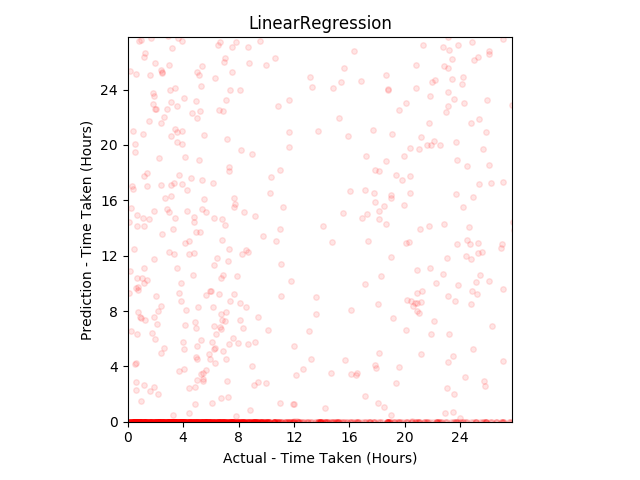 LinearRegression
Prediction - Time Taken (Hours)
24
20
16
12
8
4
0
0 4 8 12 16 20 24
Actual - Time Taken (Hours)